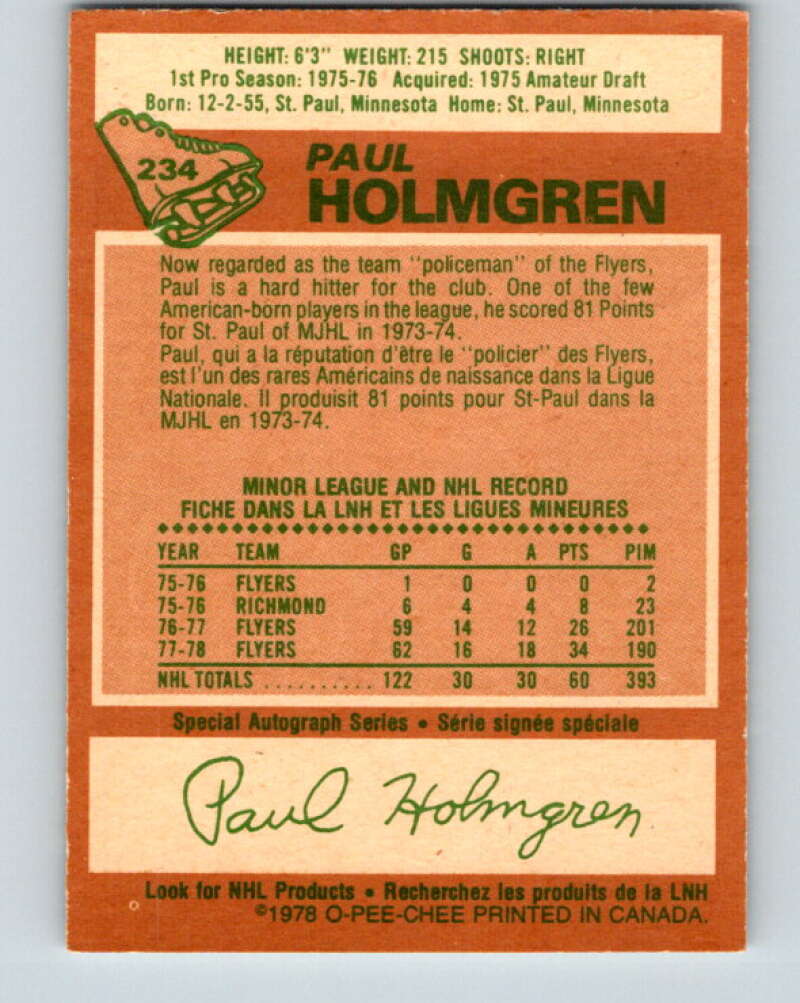 HEIGHT: 6'3" WEIGHT: 215 SHOOTS: RIGHT
1st Pro Season: 1975-76 Acquired: 1975 Amateur Draft
Born: 12-2-55, St. Paul, Minnesota Home: St. Paul, Minnesota
234
PAUL
HOLMGREN
Now regarded as the team "policeman" of the Flyers,
Paul is a hard hitter for the club. One of the few
American-born players in the league, he scored 81 Points
for St. Paul of MJHL in 1973-74.
Paul, qui a la réputation d'être le "policier" des Flyers,
est l'un des rares Américains de naissance dans la Ligue
Nationale. Il produisit 81 points pour St-Paul dans la
MJHL en 1973-74.
MINOR LEAGUE AND NHL RECORD
FICHE DANS LA LNH ET LES LIGUES MINEURES
YEAR TEAM GP G A PTS PIM
75-76 FLYERS 1 0 0 0 2
75-76 RICHMOND 6 4 4 8 23
76-77 FLYERS 59 14 12 26 201
77-78 FLYERS 62 16 18 34 190
NHL TOTALS .......... 122 30 30 60 393
Special Autograph Series • Série signée spéciale
Paul Holmgren
Look for NHL Products • Recherchez les produits de la LNH
©1978 O-PEE-CHEE PRINTED IN CANADA.